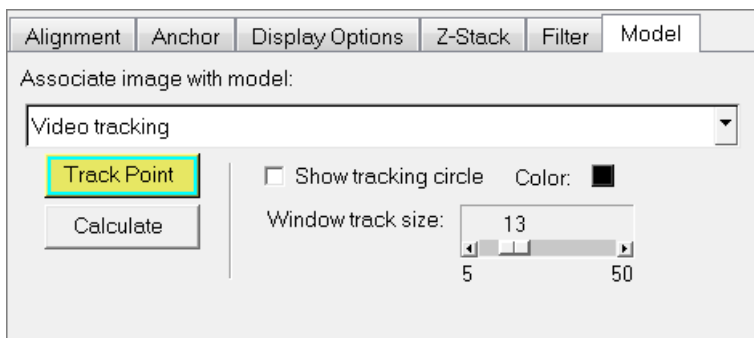 Alignment Anchor Display Options Z-Stack Filter Model
Associate image with model:
Video tracking
Track Point
Show tracking circle Color:
Calculate
Window track size: 13
5 50